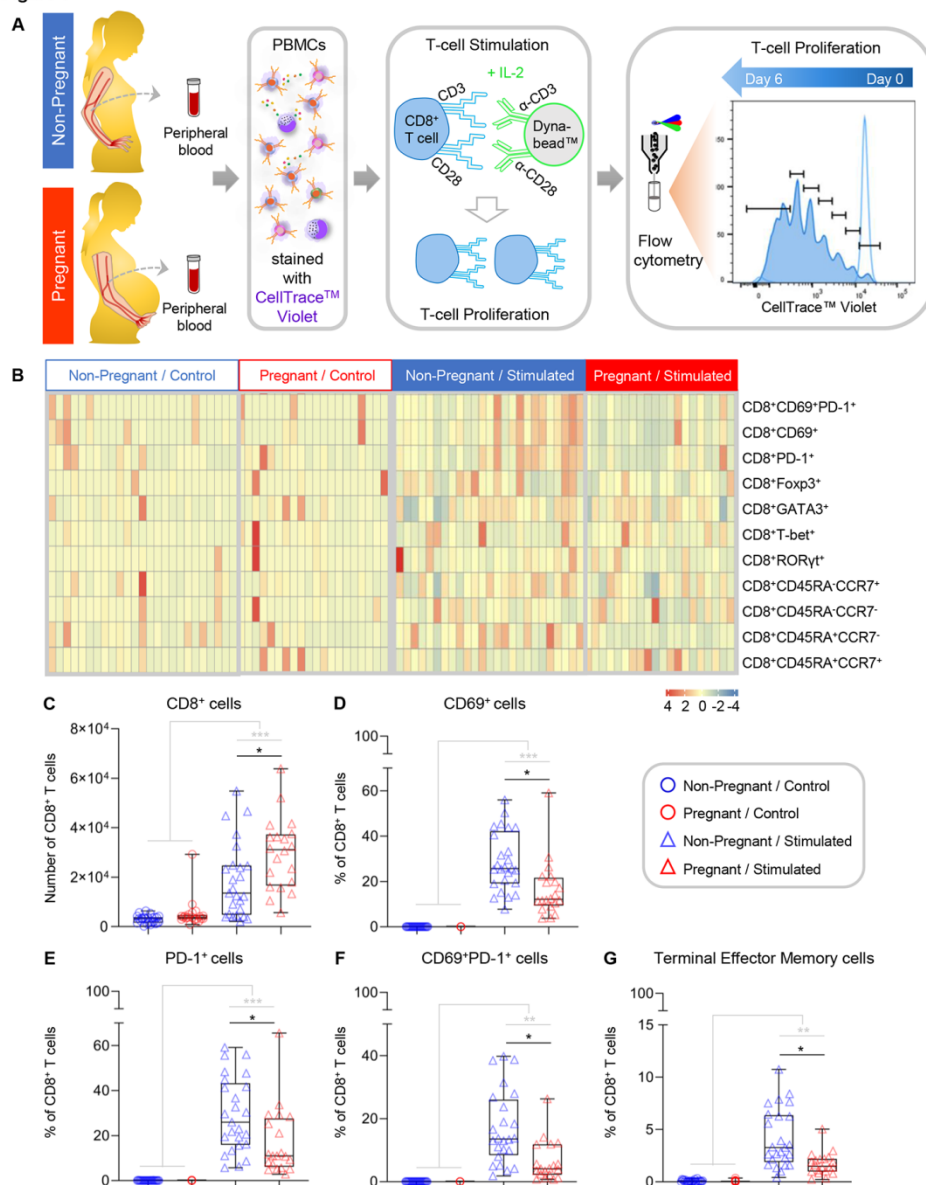 A
Non-Pregnant
Pregnant
Peripheral
blood
Peripheral
blood
PBMCs
stained
with
CellTrace™
Violet
T-cell Stimulation
+ IL-2
CD3
α-CD3
CD8⁺
T cell
Dyna-
bead™
CD28
α-CD28
T-cell Proliferation
T-cell Proliferation
Day 6 Day 0
Flow
cytometry
0
10³
10⁴
10⁵
CellTrace™ Violet
B
Non-Pregnant / Control
Pregnant / Control
Non-Pregnant / Stimulated
Pregnant / Stimulated
CD8⁺CD69⁺PD-1⁺
CD8⁺CD69⁺
CD8⁺PD-1⁺
CD8⁺Foxp3⁺
CD8⁺GATA3⁺
CD8⁺T-bet⁺
CD8⁺RORγt⁺
CD8⁺CD45RA⁻CCR7⁺
CD8⁺CD45RA⁻CCR7⁻
CD8⁺CD45RA⁺CCR7⁻
CD8⁺CD45RA⁺CCR7⁺
4 2 0 -2 -4
C
CD8⁺ cells
Number of CD8⁺ T cells
8×10⁴
6×10⁴
4×10⁴
2×10⁴
0
***
*
D
CD69⁺ cells
% of CD8⁺ T cells
100
60
40
20
0
***
*
Non-Pregnant / Control
Pregnant / Control
Non-Pregnant / Stimulated
Pregnant / Stimulated
E
PD-1⁺ cells
% of CD8⁺ T cells
100
60
40
20
0
***
*
F
CD69⁺PD-1⁺ cells
% of CD8⁺ T cells
100
40
20
0
**
*
G
Terminal Effector Memory cells
% of CD8⁺ T cells
100
15
10
5
0
**
*